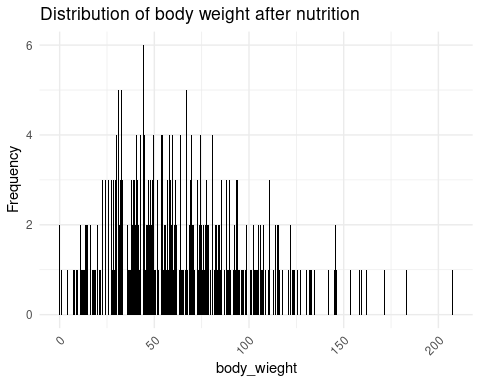 Distribution of body weight after nutrition
Frequency
6
4
2
0
0 50 100 150 200
body_wieght